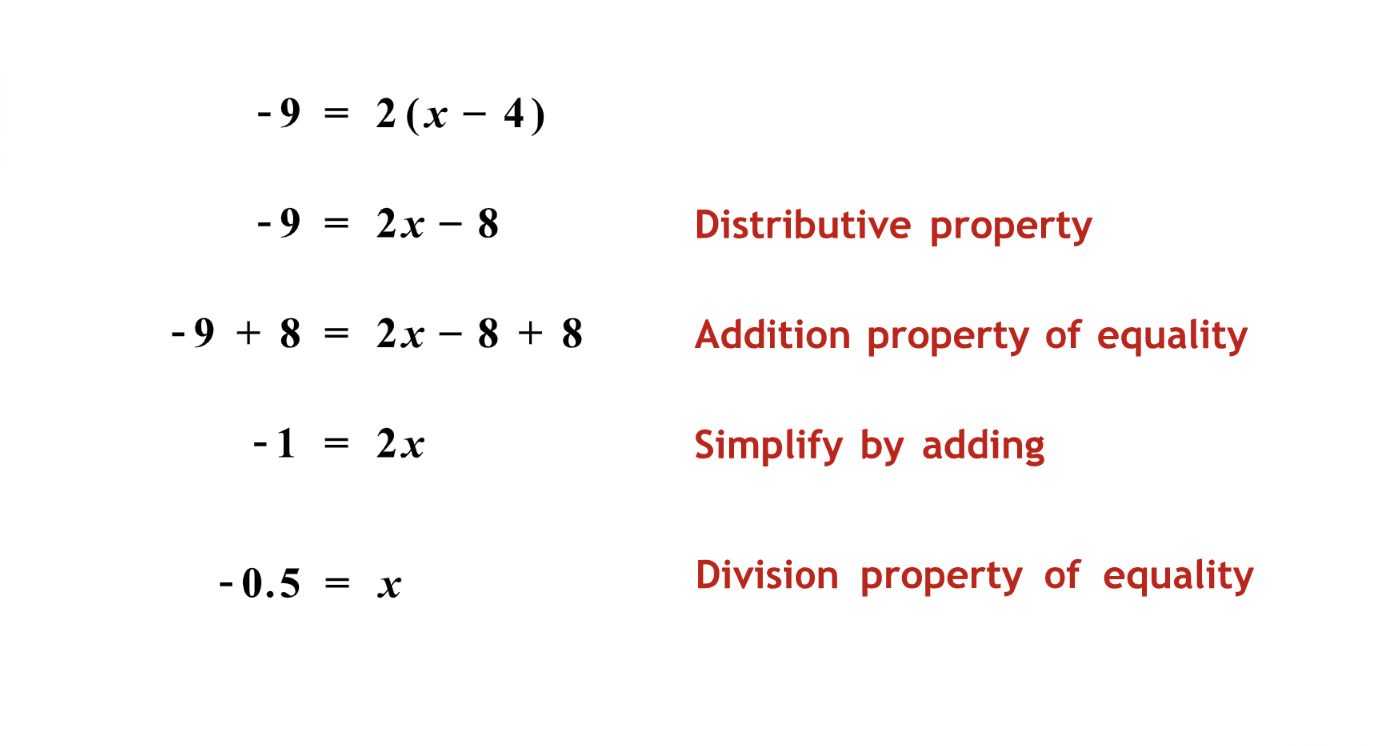 -9 = 2(x − 4)
-9 = 2x − 8 Distributive property
-9 + 8 = 2x − 8 + 8 Addition property of equality
-1 = 2x Simplify by adding
-0.5 = x Division property of equality